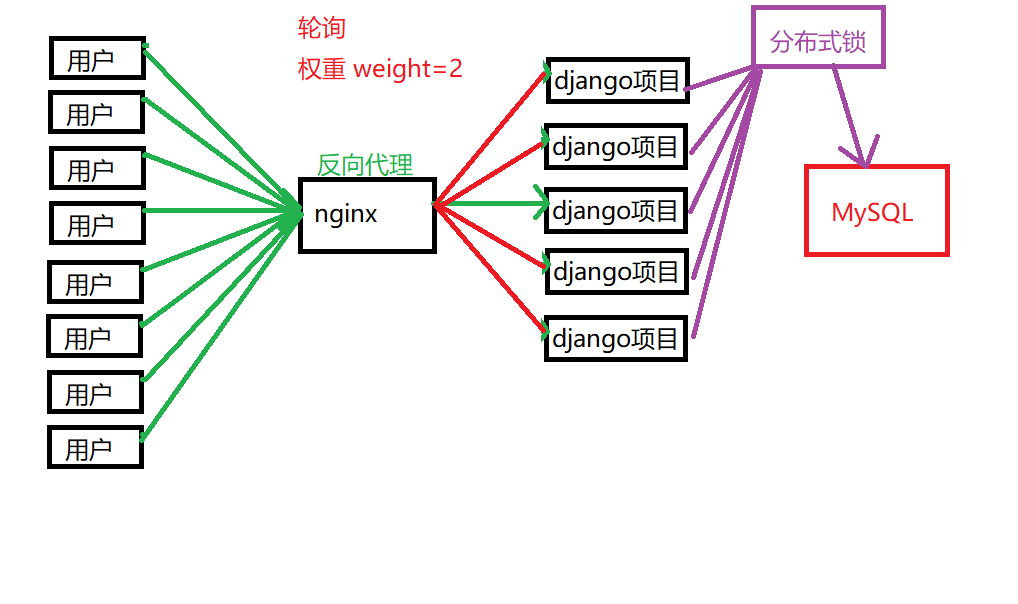 轮询
权重 weight=2
分布式锁
用户
用户
用户
用户
用户
用户
用户
用户
反向代理
nginx
django项目
django项目
django项目
django项目
django项目
MySQL